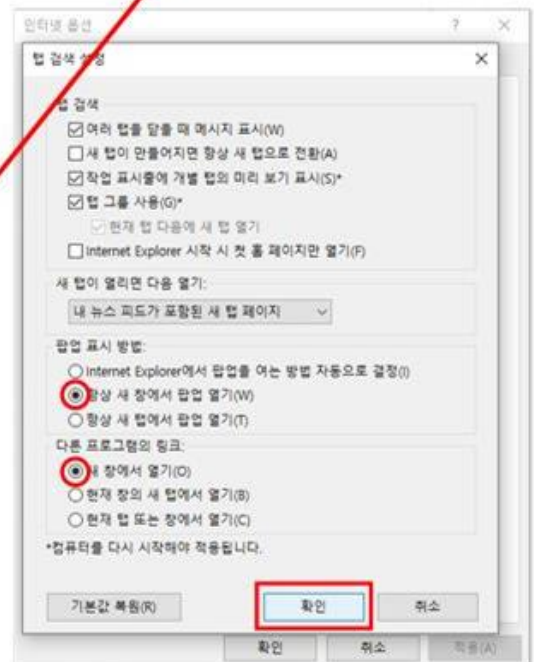 인터넷 옵션
탭 검색 설정
탭 검색
여러 탭을 닫을 때 메시지 표시(W)
새 탭이 만들어지면 항상 새 탭으로 전환(A)
작업 표시줄에 개별 탭의 미리 보기 표시(S)*
탭 그룹 사용(G)*
현재 탭 다음에 새 탭 열기
Internet Explorer 시작 시 첫 홈 페이지만 열기(F)
새 탭이 열리면 다음 열기:
내 뉴스 피드가 포함된 새 탭 페이지
팝업 표시 방법:
Internet Explorer에서 팝업을 여는 방법 자동으로 결정(I)
항상 새 창에서 팝업 열기(W)
항상 새 탭에서 팝업 열기(T)
다른 프로그램의 링크:
새 창에서 열기(O)
현재 창의 새 탭에서 열기(B)
현재 탭 또는 창에서 열기(C)
*컴퓨터를 다시 시작해야 적용됩니다.
기본값 복원(R) 확인 취소
확인 취소 적용(A)